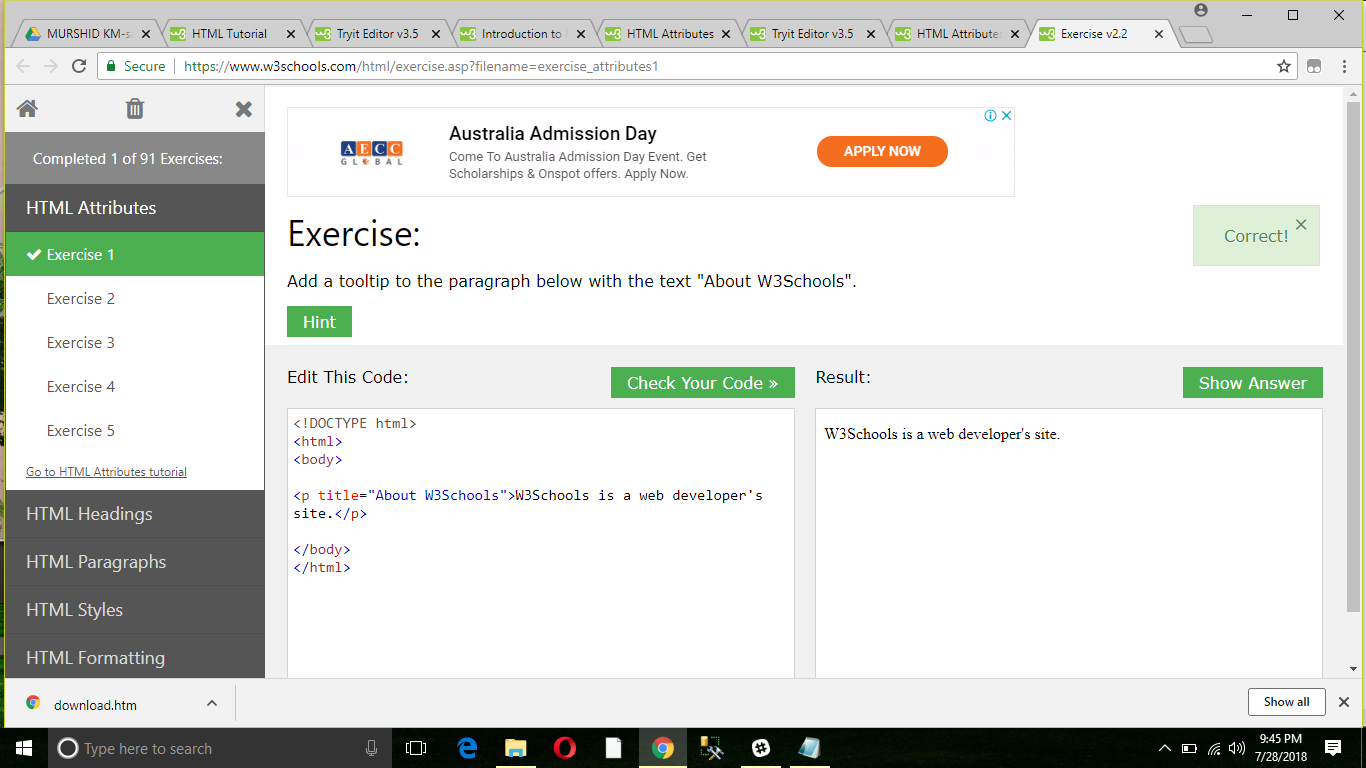 MURSHID KM-s
HTML Tutorial
Tryit Editor v3.5
Introduction to
HTML Attributes
Tryit Editor v3.5
HTML Attributes
Exercise v2.2
Secure
https://www.w3schools.com/html/exercise.asp?filename=exercise_attributes1
Completed 1 of 91 Exercises:
HTML Attributes
Exercise 1
Exercise 2
Exercise 3
Exercise 4
Exercise 5
Go to HTML Attributes tutorial
HTML Headings
HTML Paragraphs
HTML Styles
HTML Formatting
AECC
GLOBAL
Australia Admission Day
Come To Australia Admission Day Event. Get
Scholarships & Onspot offers. Apply Now.
APPLY NOW
Exercise:
Correct!
Add a tooltip to the paragraph below with the text "About W3Schools".
Hint
Edit This Code:
Check Your Code »
<!DOCTYPE html>
<html>
<body>
<p title="About W3Schools">W3Schools is a web developer's
site.</p>
</body>
</html>
Result:
Show Answer
W3Schools is a web developer's site.
download.htm
Show all
Type here to search
9:45 PM
7/28/2018